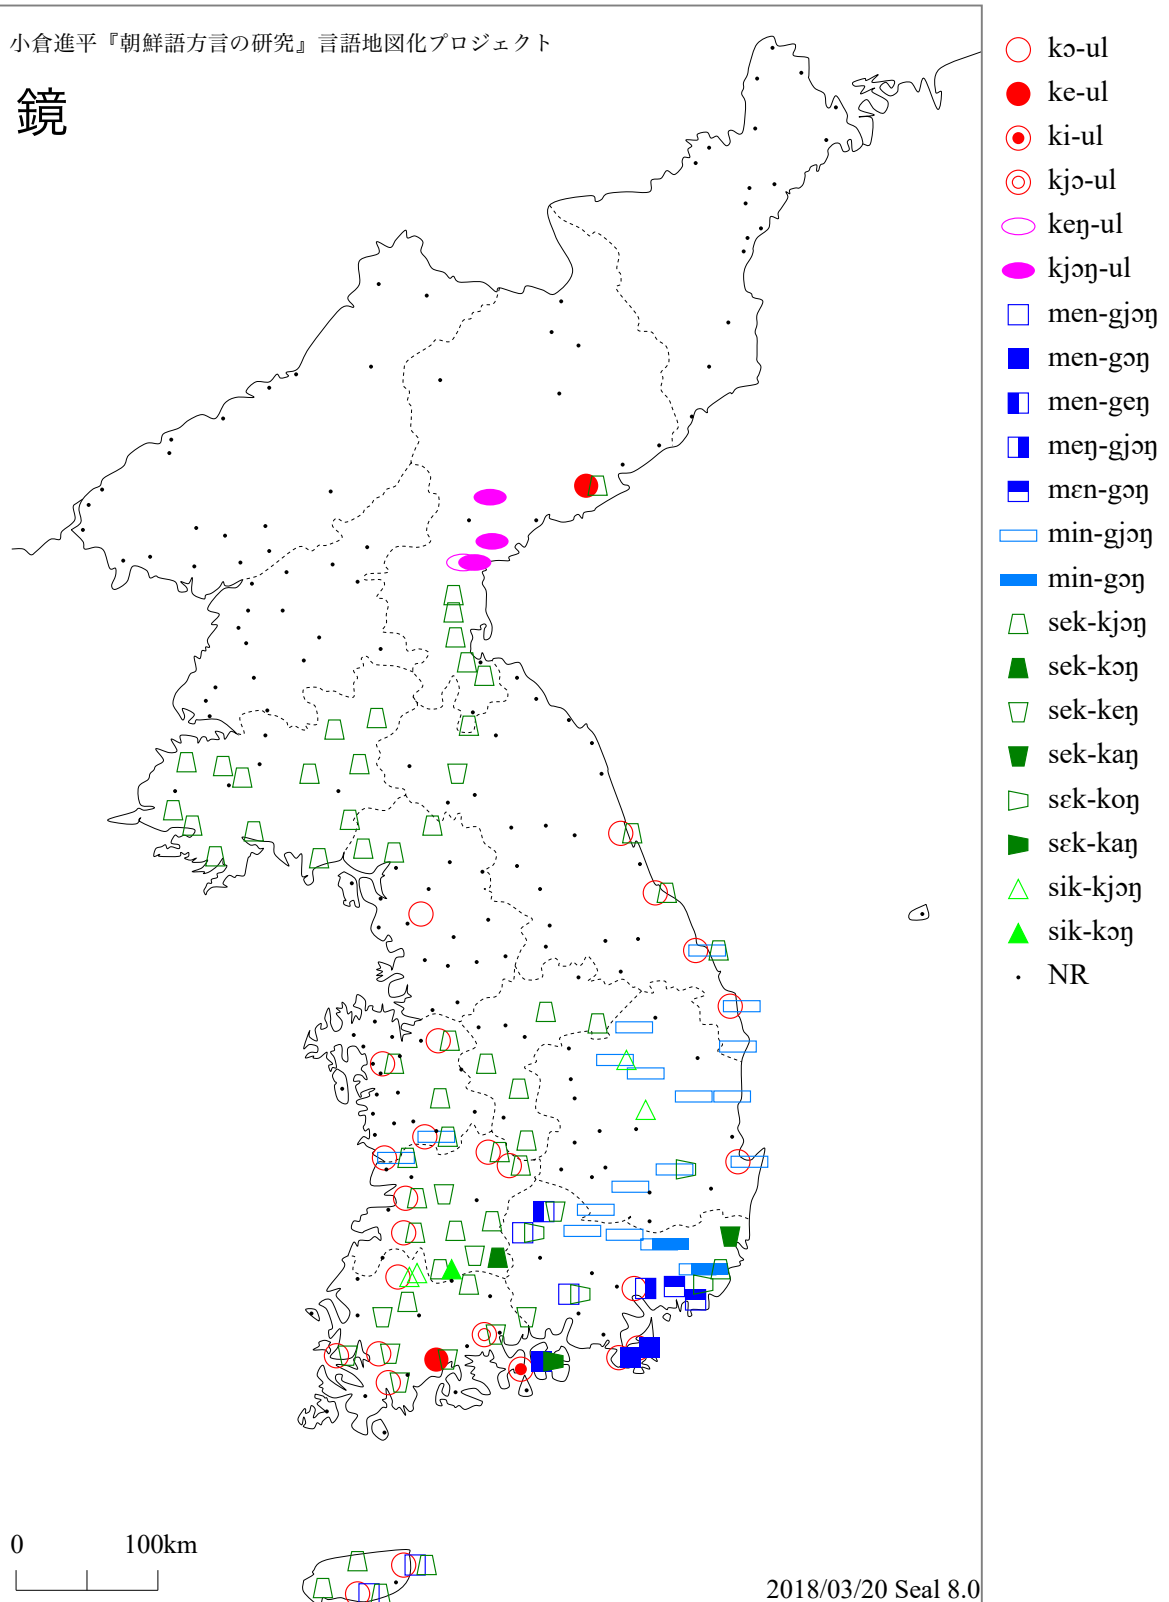 小倉進平『朝鮮語方言の研究』言語地図化プロジェクト
鏡
kɔ-ul
ke-ul
ki-ul
kjɔ-ul
keŋ-ul
kjɔŋ-ul
men-gjɔŋ
men-gɔŋ
men-geŋ
meŋ-gjɔŋ
mɛn-gɔŋ
min-gjɔŋ
min-gɔŋ
sek-kjɔŋ
sek-kɔŋ
sek-keŋ
sek-kaŋ
sɛk-koŋ
sɛk-kaŋ
sik-kjɔŋ
sik-kɔŋ
NR
0 100km
2018/03/20 Seal 8.0